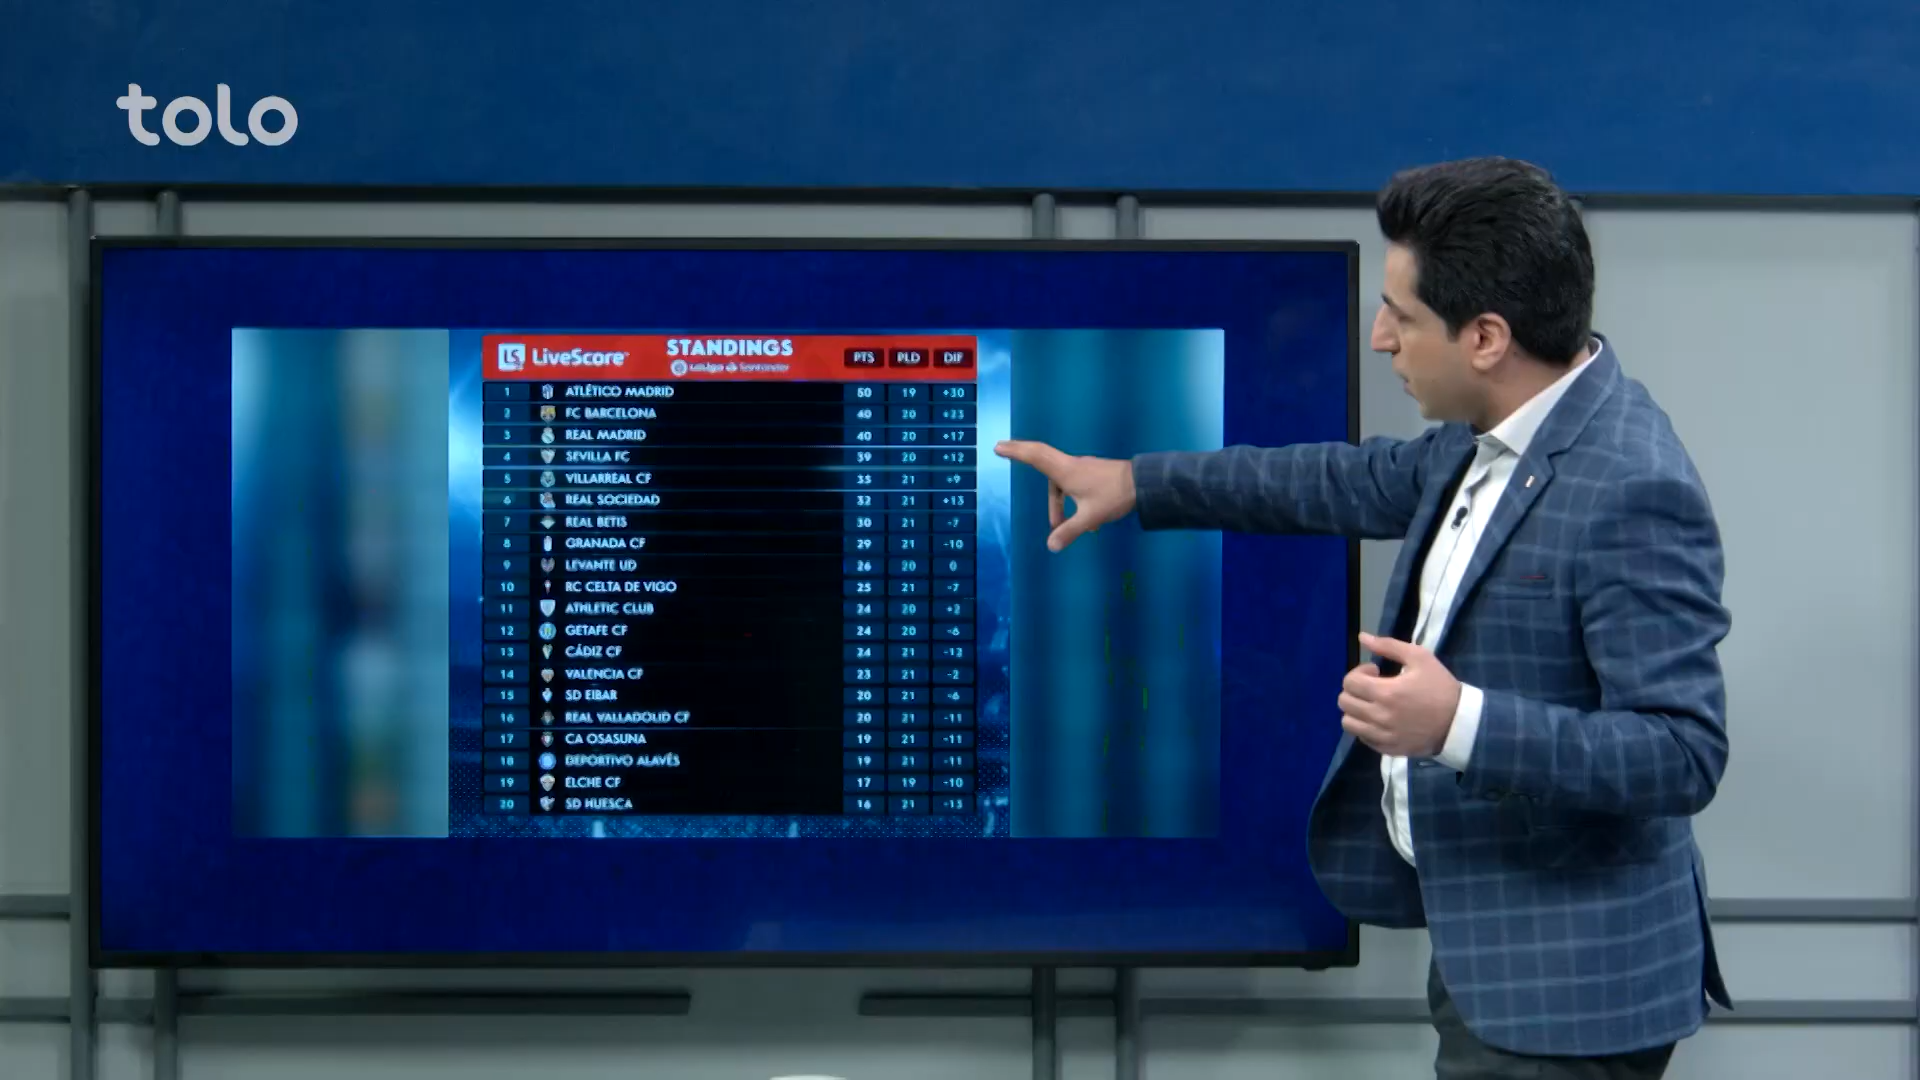 tolo
LS LiveScore STANDINGS PTS PLD DIF
LaLiga Santander
1 ATLÉTICO MADRID 50 19 +30
2 FC BARCELONA 40 20 +23
3 REAL MADRID 40 20 +17
4 SEVILLA FC 39 20 +12
5 VILLARREAL CF 35 21 +9
6 REAL SOCIEDAD 32 21 +13
7 REAL BETIS 30 21 -7
8 GRANADA CF 29 21 -10
9 LEVANTE UD 26 20 0
10 RC CELTA DE VIGO 25 21 -7
11 ATHLETIC CLUB 24 20 +2
12 GETAFE CF 24 20 -6
13 CÁDIZ CF 24 21 -12
14 VALENCIA CF 23 21 -2
15 SD EIBAR 20 21 -6
16 REAL VALLADOLID CF 20 21 -11
17 CA OSASUNA 19 21 -11
18 DEPORTIVO ALAVÉS 19 21 -11
19 ELCHE CF 17 19 -10
20 SD HUESCA 16 21 -15